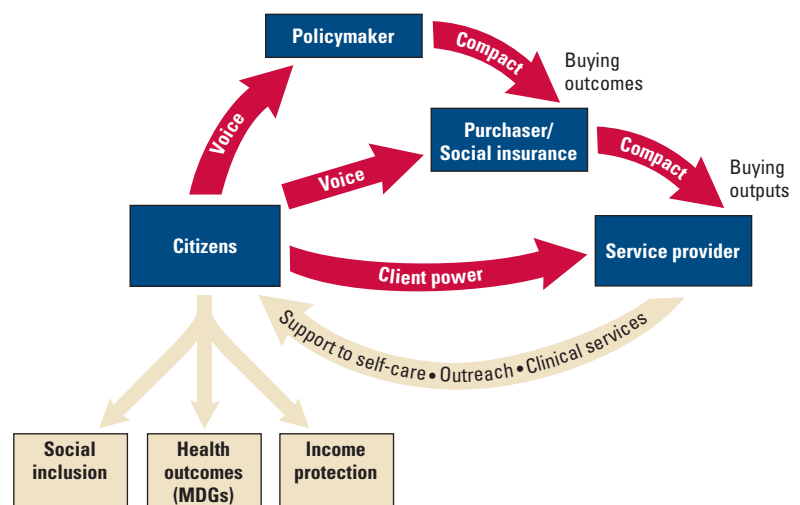 Policymaker
Compact
Buying
outcomes
Voice
Purchaser/
Social insurance
Voice
Compact
Buying
outputs
Citizens
Client power
Service provider
Support to self-care • Outreach • Clinical services
Social
inclusion
Health
outcomes
(MDGs)
Income
protection